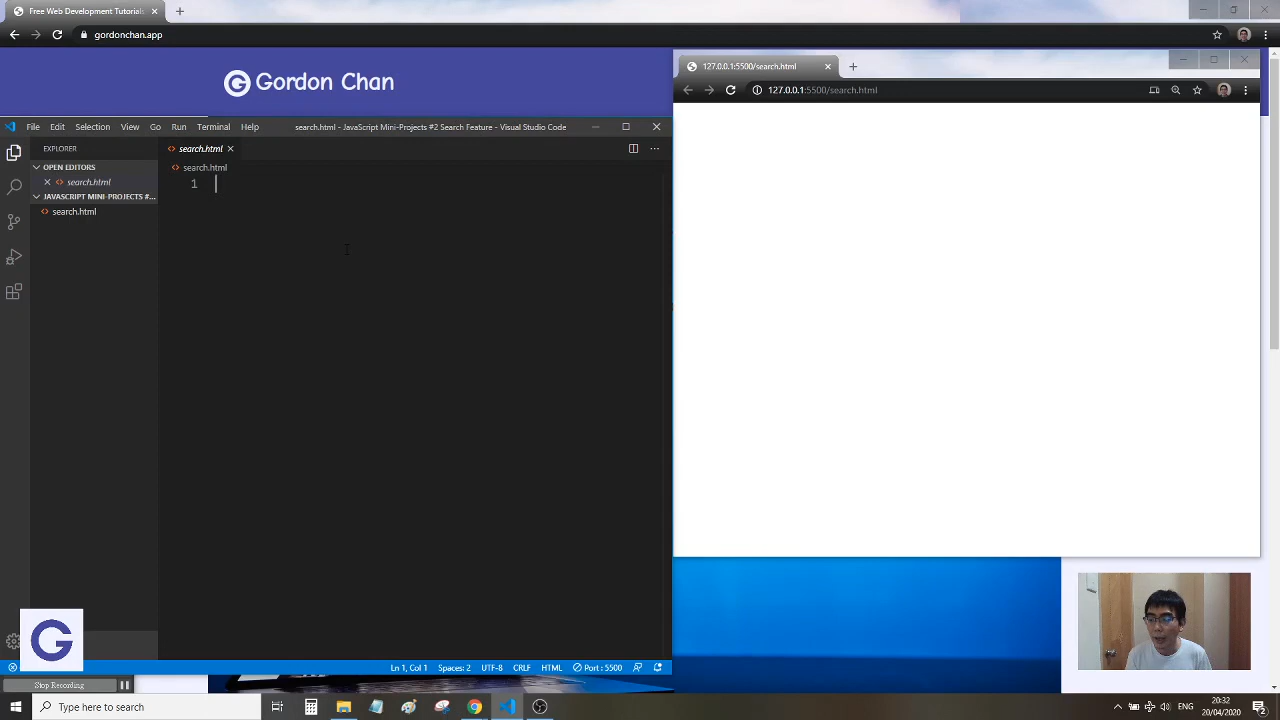 Free Web Development Tutorials
gordonchan.app
Gordon Chan
127.0.0.1:5500/search.html
127.0.0.1:5500/search.html
File Edit Selection View Go Run Terminal Help
search.html - JavaScript Mini-Projects #2 Search Feature - Visual Studio Code
EXPLORER
search.html
OPEN EDITORS
search.html
search.html
JAVASCRIPT MINI-PROJECTS #...
1
search.html
G
Ln 1, Col 1 Spaces: 2 UTF-8 CRLF HTML Port : 5500
Stop Recording
Type here to search
ENG
20:32
20/04/2020
2